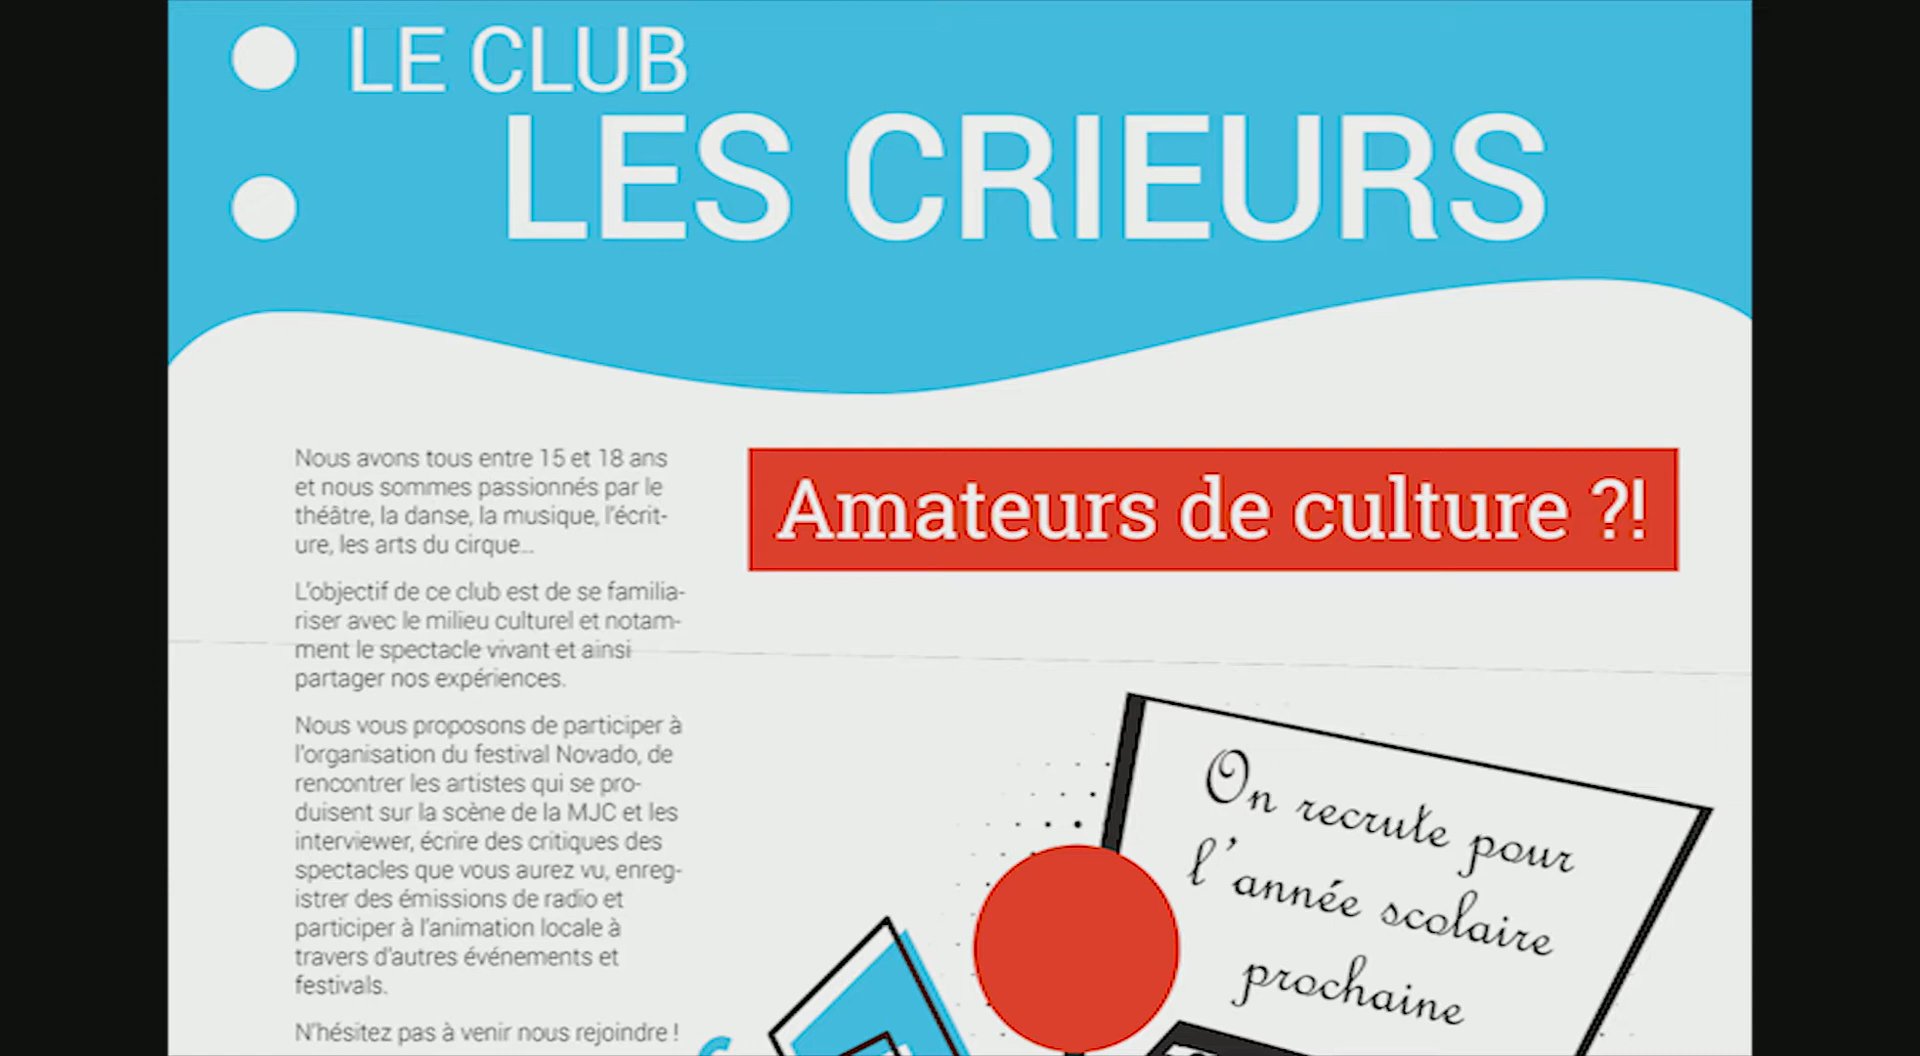 LE CLUB
LES CRIEURS
Nous avons tous entre 15 et 18 ans
et nous sommes passionnés par le
théâtre, la danse, la musique, l'écrit-
ure, les arts du cirque...
L'objectif de ce club est de se familia-
riser avec le milieu culturel et notam-
ment le spectacle vivant et ainsi
partager nos expériences.
Nous vous proposons de participer à
l'organisation du festival Novado, de
rencontrer les artistes qui se pro-
duisent sur la scène de la MJC et les
interviewer, écrire des critiques des
spectacles que vous aurez vu, enreg-
istrer des émissions de radio et
participer à l'animation locale à
travers d'autres événements et
festivals.
N'hésitez pas à venir nous rejoindre !
Amateurs de culture ?!
On recrute pour
l'année scolaire
prochaine